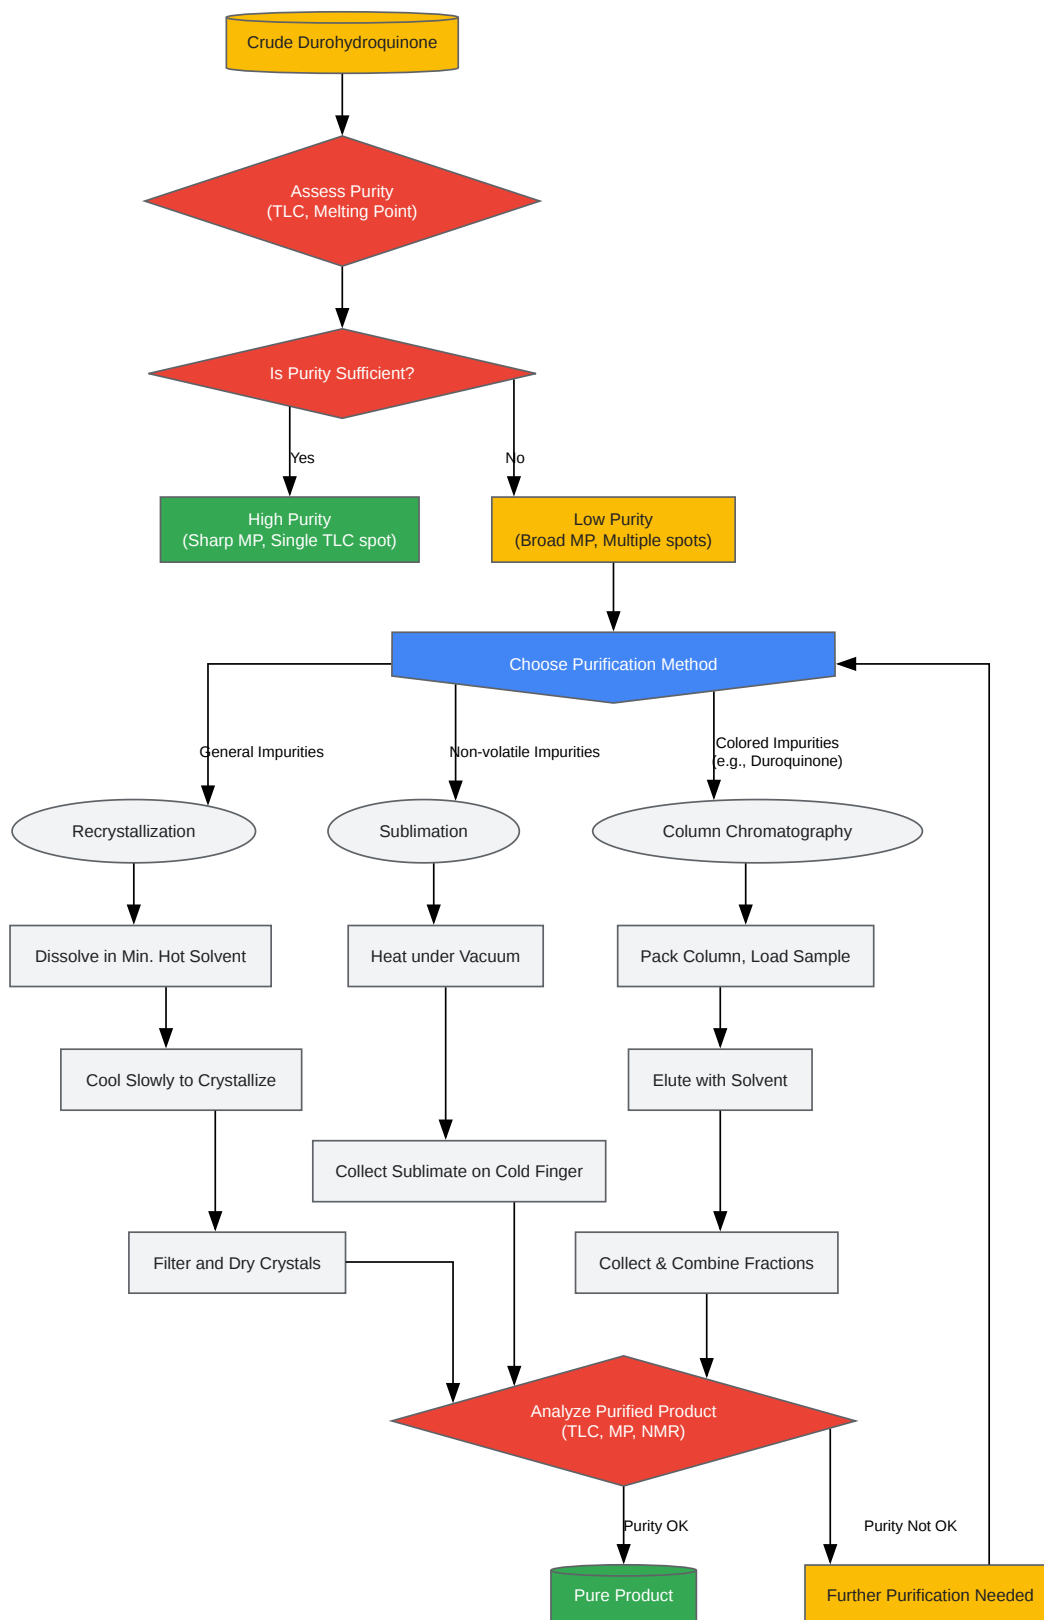 Crude Durohydroquinone
Assess Purity
(TLC, Melting Point)
Is Purity Sufficient?
Yes
No
High Purity
(Sharp MP, Single TLC spot)
Low Purity
(Broad MP, Multiple spots)
Choose Purification Method
General Impurities
Non-volatile Impurities
Colored Impurities
(e.g., Duroquinone)
Recrystallization
Sublimation
Column Chromatography
Dissolve in Min. Hot Solvent
Heat under Vacuum
Pack Column, Load Sample
Cool Slowly to Crystallize
Elute with Solvent
Collect Sublimate on Cold Finger
Filter and Dry Crystals
Collect & Combine Fractions
Analyze Purified Product
(TLC, MP, NMR)
Purity OK
Purity Not OK
Pure Product
Further Purification Needed